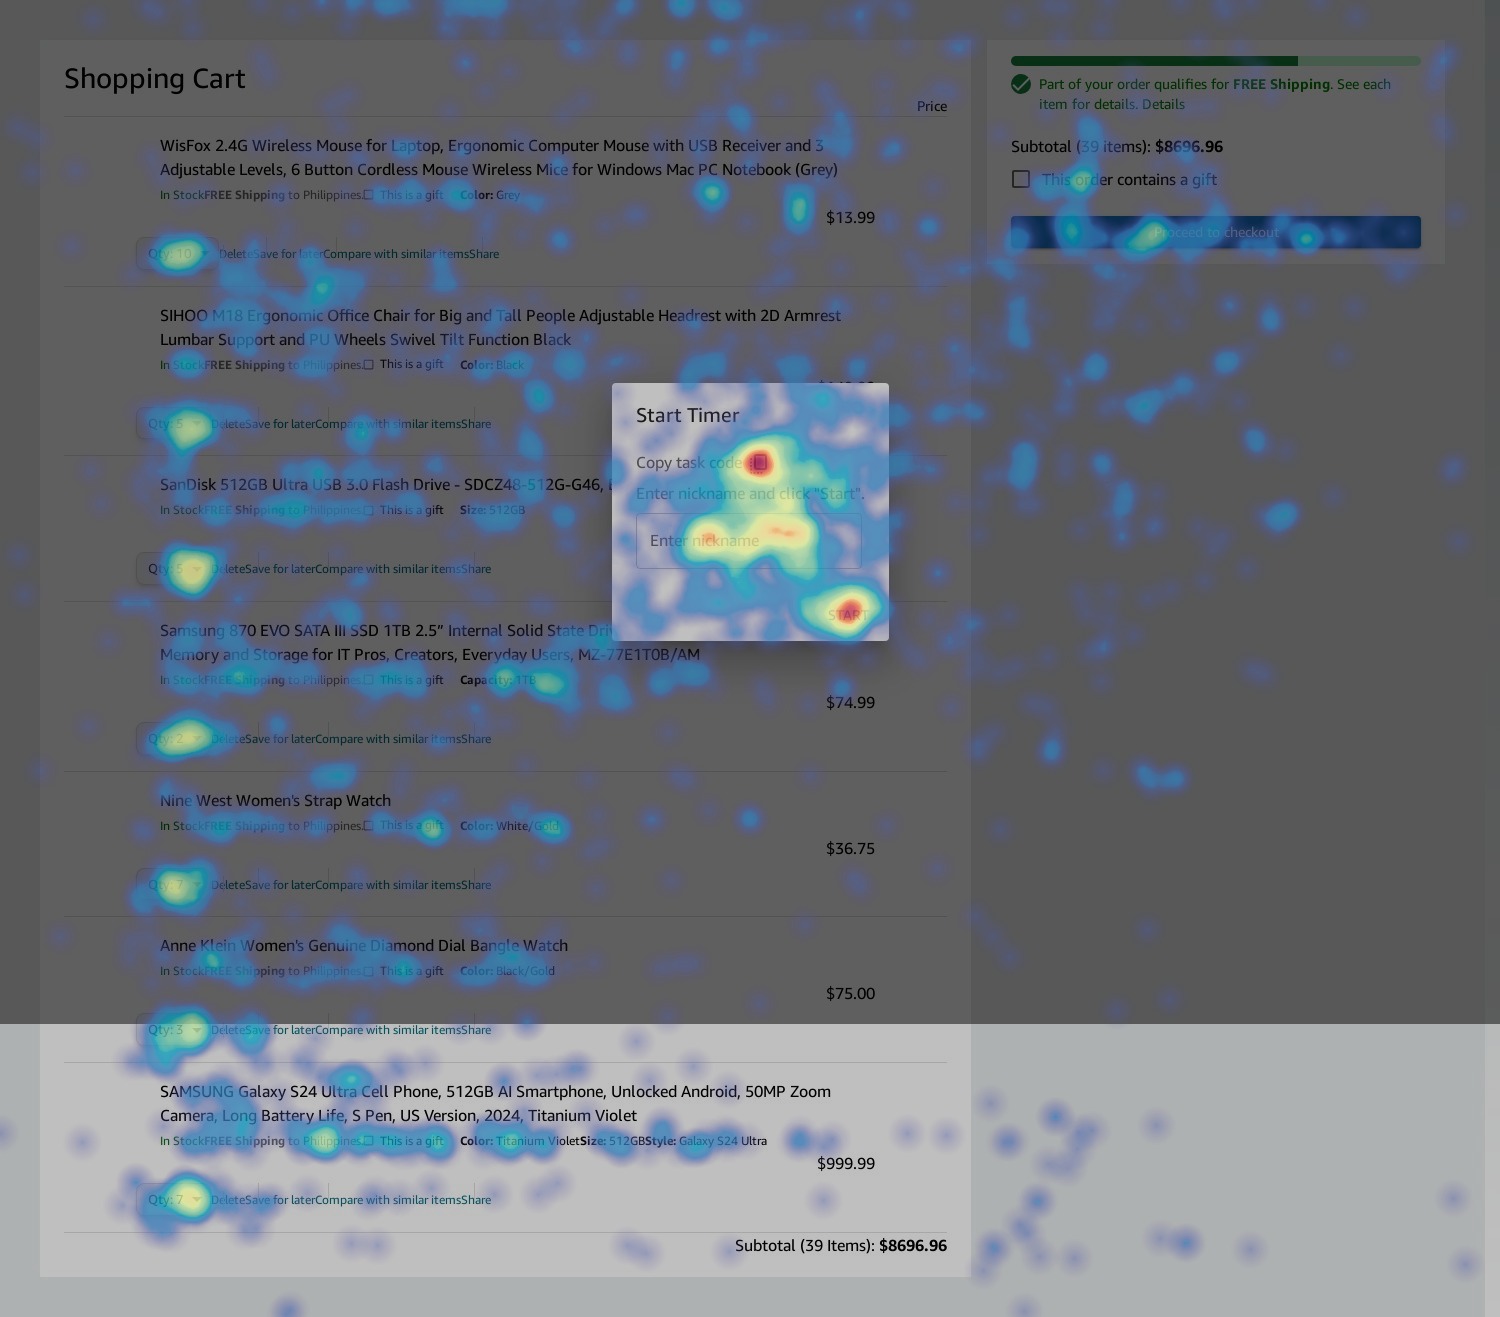 Shopping Cart
Price
WisFox 2.4G Wireless Mouse for Laptop, Ergonomic Computer Mouse with USB Receiver and 3
Adjustable Levels, 6 Button Cordless Mouse Wireless Mice for Windows Mac PC Notebook (Grey)
In StockFREE Shipping to Philippines. This is a gift Color: Grey
$13.99
Qty: 10 DeleteSave for laterCompare with similar itemsShare
SIHOO M18 Ergonomic Office Chair for Big and Tall People Adjustable Headrest with 2D Armrest
Lumbar Support and PU Wheels Swivel Tilt Function Black
In StockFREE Shipping to Philippines. This is a gift Color: Black
Qty: 5 DeleteSave for laterCompare with similar itemsShare
SanDisk 512GB Ultra USB 3.0 Flash Drive - SDCZ48-512G-G46,
In StockFREE Shipping to Philippines. This is a gift Size: 512GB
Qty: 5 DeleteSave for laterCompare with similar itemsShare
Samsung 870 EVO SATA III SSD 1TB 2.5” Internal Solid State
Memory and Storage for IT Pros, Creators, Everyday Users, MZ-77E1T0B/AM
In StockFREE Shipping to Philippines. This is a gift Capacity: 1TB
$74.99
Qty: 2 DeleteSave for laterCompare with similar itemsShare
Nine West Women's Strap Watch
In StockFREE Shipping to Philippines. This is a gift Color: White/Gold
$36.75
Qty: 7 DeleteSave for laterCompare with similar itemsShare
Anne Klein Women's Genuine Diamond Dial Bangle Watch
In StockFREE Shipping to Philippines. This is a gift Color: Black/Gold
$75.00
Qty: 3 DeleteSave for laterCompare with similar itemsShare
SAMSUNG Galaxy S24 Ultra Cell Phone, 512GB AI Smartphone, Unlocked Android, 50MP Zoom
Camera, Long Battery Life, S Pen, US Version, 2024, Titanium Violet
In StockFREE Shipping to Philippines. This is a gift Color: Titanium VioletSize: 512GBStyle: Galaxy S24 Ultra
$999.99
Qty: 7 DeleteSave for laterCompare with similar itemsShare
Subtotal (39 Items): $8696.96
Part of your order qualifies for FREE Shipping. See each
item for details. Details
Subtotal (39 items): $8696.96
This order contains a gift
Proceed to checkout
Start Timer
Copy task code
Enter nickname and click "Start".
Enter nickname
START